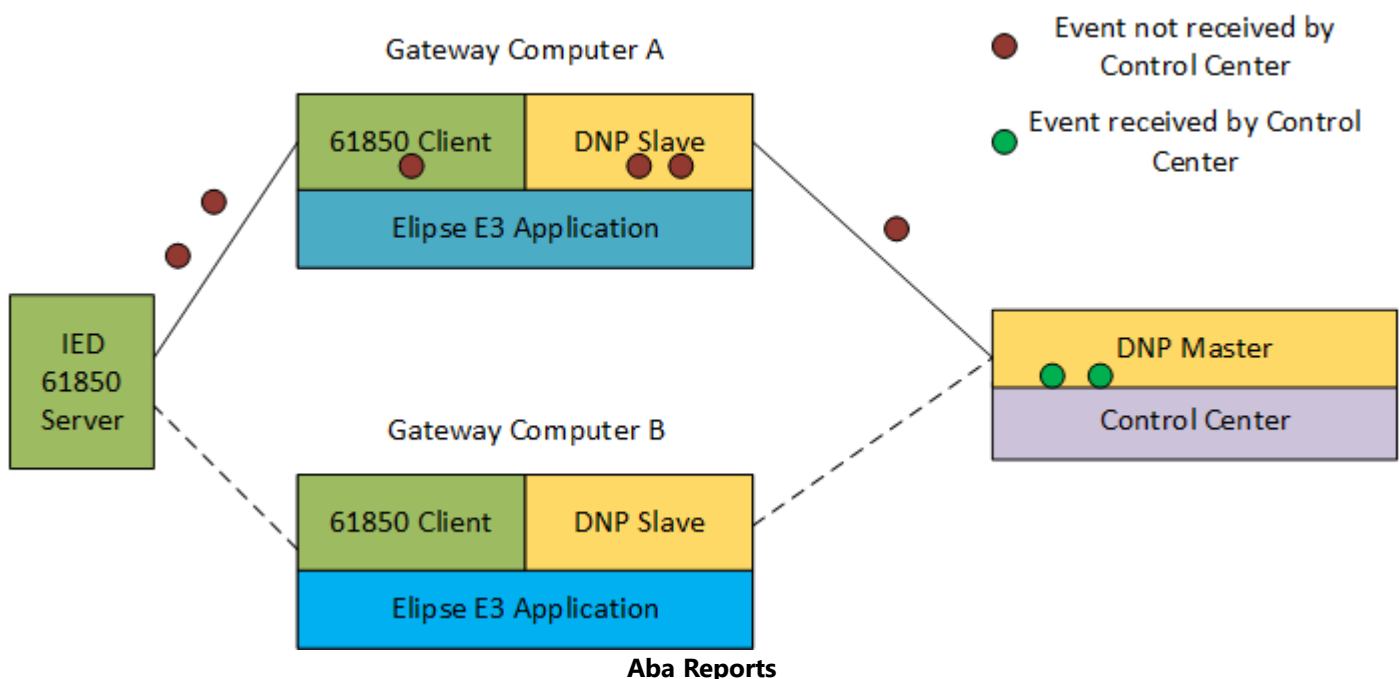 Gateway Computer A
Event not received by
Control Center
Event received by Control
Center
61850 Client
DNP Slave
Elipse E3 Application
IED
61850
Server
DNP Master
Control Center
Gateway Computer B
61850 Client
DNP Slave
Elipse E3 Application
Aba Reports